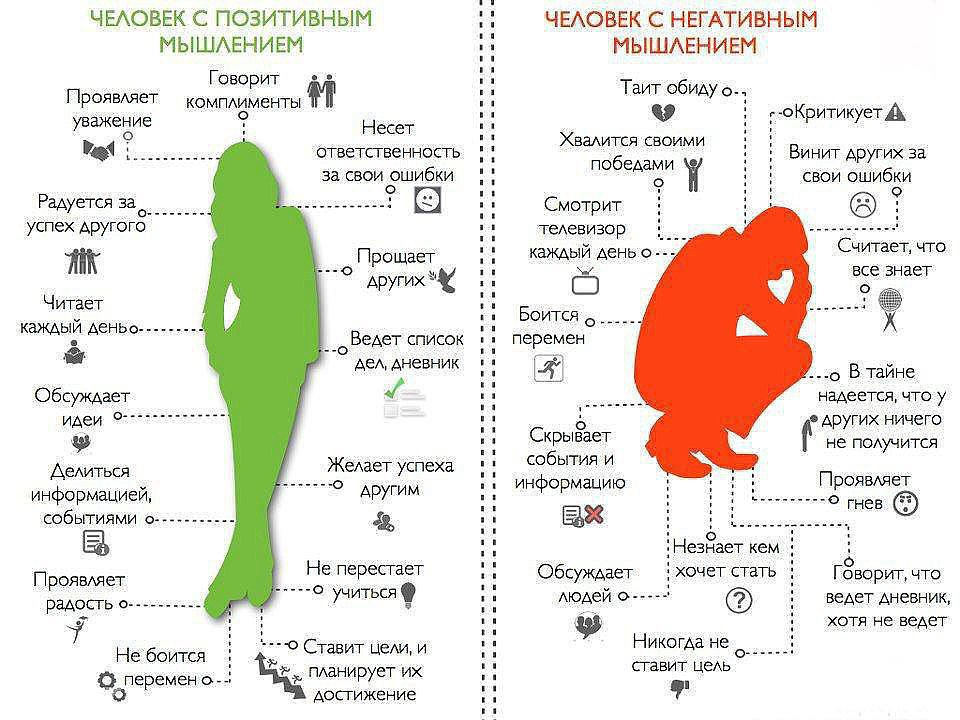 ЧЕЛОВЕК С ПОЗИТИВНЫМ
МЫШЛЕНИЕМ
Говорит
комплименты
Проявляет
уважение
Несет
ответственность
за свои ошибки
Радуется за
успех другого
Прощает
других
Читает
каждый день
Ведет список
дел, дневник
Обсуждает
идеи
Делиться
информацией,
событиями
Желает успеха
другим
Проявляет
радость
Не перестает
учиться
Не боится
перемен
Ставит цели, и
планирует их
достижение
ЧЕЛОВЕК С НЕГАТИВНЫМ
МЫШЛЕНИЕМ
Таит обиду
Критикует
Хвалится своими
победами
Винит других за
свои ошибки
Смотрит
телевизор
каждый день
Считает, что
все знает
Боится
перемен
В тайне
надеется, что у
других ничего
не получится
Скрывает
события и
информацию
Проявляет
гнев
Незнает кем
хочет стать
Обсуждает
людей
Говорит, что
ведет дневник,
хотя не ведет
Никогда не
ставит цель